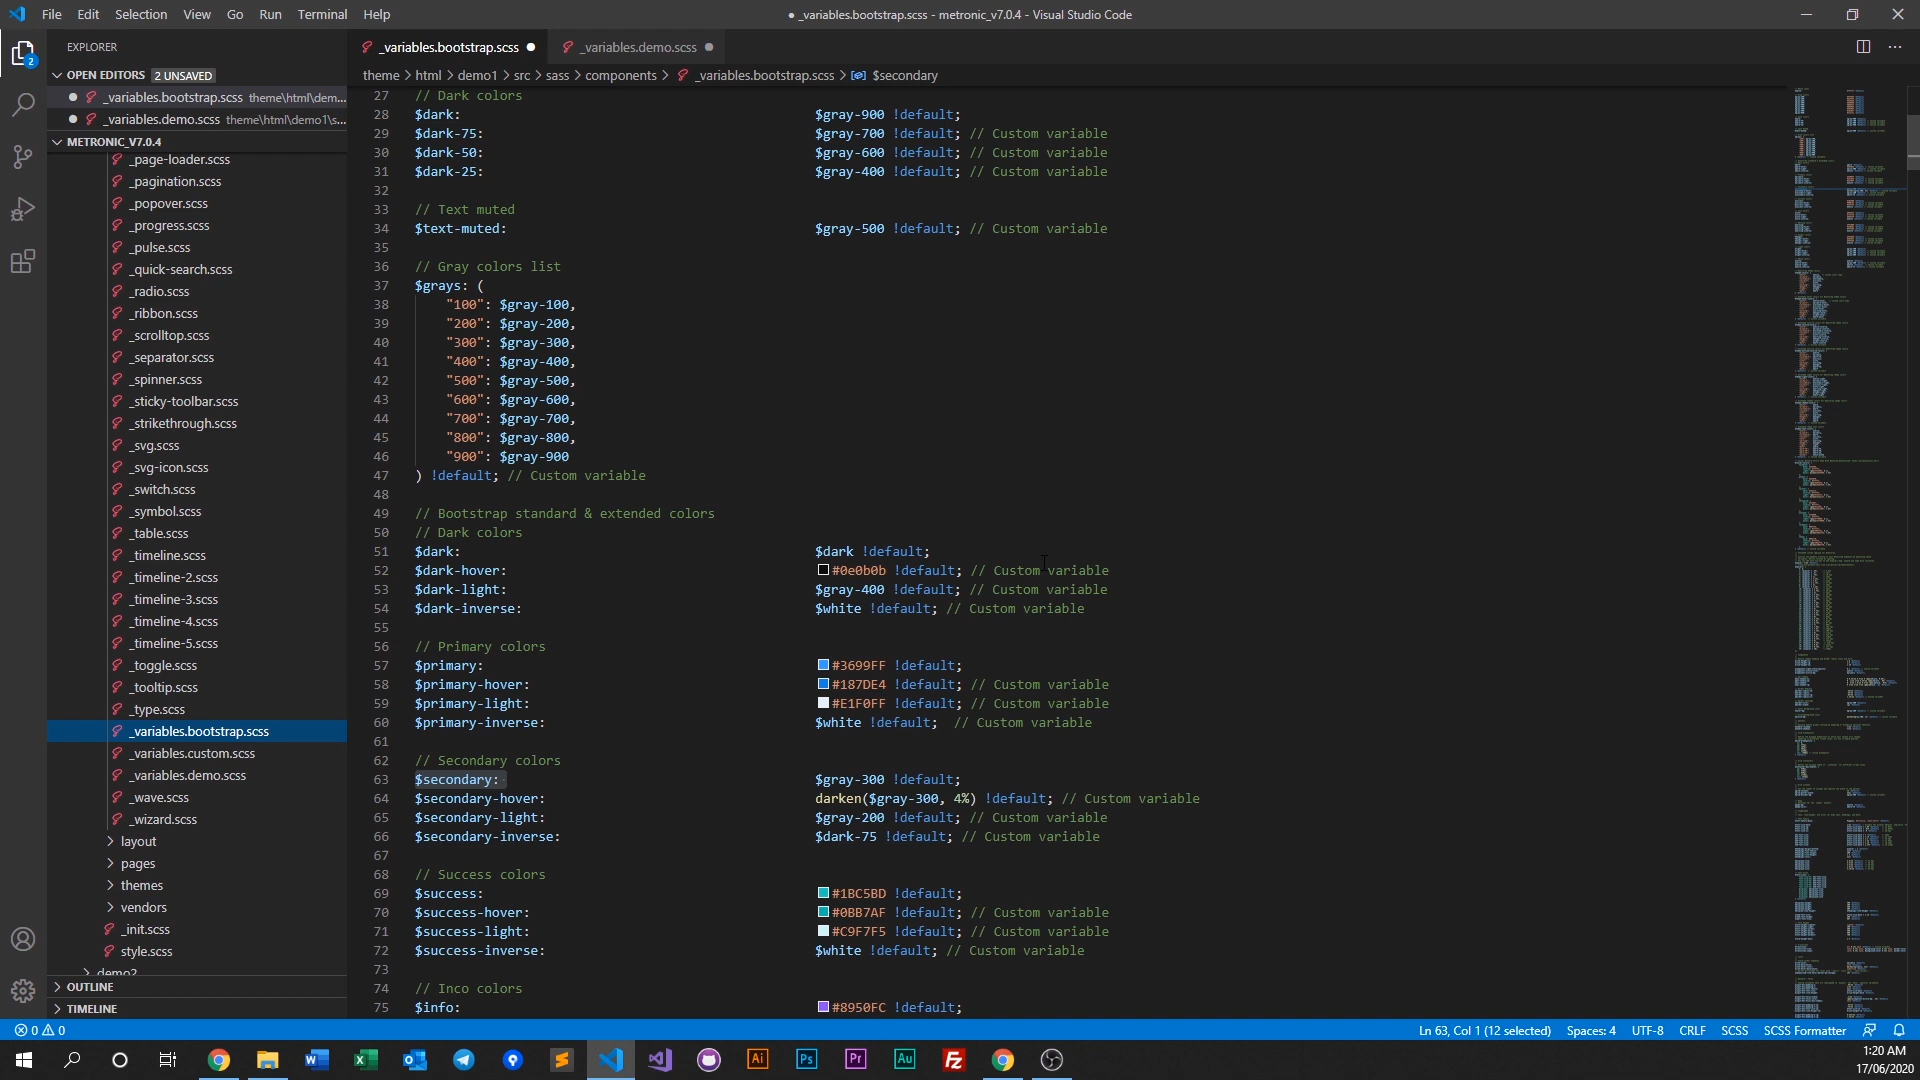 File Edit Selection View Go Run Terminal Help
● _variables.bootstrap.scss - metronic_v7.0.4 - Visual Studio Code
EXPLORER
OPEN EDITORS 2 UNSAVED
_variables.bootstrap.scss theme\html\dem...
_variables.demo.scss theme\html\demo1\s...
METRONIC_V7.0.4
_page-loader.scss
_pagination.scss
_popover.scss
_progress.scss
_pulse.scss
_quick-search.scss
_radio.scss
_ribbon.scss
_scrolltop.scss
_separator.scss
_spinner.scss
_sticky-toolbar.scss
_strikethrough.scss
_svg.scss
_svg-icon.scss
_switch.scss
_symbol.scss
_table.scss
_timeline.scss
_timeline-2.scss
_timeline-3.scss
_timeline-4.scss
_timeline-5.scss
_toggle.scss
_tooltip.scss
_type.scss
_variables.bootstrap.scss
_variables.custom.scss
_variables.demo.scss
_wave.scss
_wizard.scss
layout
pages
themes
vendors
_init.scss
style.scss
demo2
OUTLINE
TIMELINE
2
_variables.bootstrap.scss ● _variables.demo.scss ●
theme > html > demo1 > src > sass > components > _variables.bootstrap.scss > $secondary
27 // Dark colors
28 $dark: $gray-900 !default;
29 $dark-75: $gray-700 !default; // Custom variable
30 $dark-50: $gray-600 !default; // Custom variable
31 $dark-25: $gray-400 !default; // Custom variable
32
33 // Text muted
34 $text-muted: $gray-500 !default; // Custom variable
35
36 // Gray colors list
37 $grays: (
38 "100": $gray-100,
39 "200": $gray-200,
40 "300": $gray-300,
41 "400": $gray-400,
42 "500": $gray-500,
43 "600": $gray-600,
44 "700": $gray-700,
45 "800": $gray-800,
46 "900": $gray-900
47 ) !default; // Custom variable
48
49 // Bootstrap standard & extended colors
50 // Dark colors
51 $dark: $dark !default;
52 $dark-hover: #0e0b0b !default; // Custom variable
53 $dark-light: $gray-400 !default; // Custom variable
54 $dark-inverse: $white !default; // Custom variable
55
56 // Primary colors
57 $primary: #3699FF !default;
58 $primary-hover: #187DE4 !default; // Custom variable
59 $primary-light: #E1F0FF !default; // Custom variable
60 $primary-inverse: $white !default; // Custom variable
61
62 // Secondary colors
63 $secondary: $gray-300 !default;
64 $secondary-hover: darken($gray-300, 4%) !default; // Custom variable
65 $secondary-light: $gray-200 !default; // Custom variable
66 $secondary-inverse: $dark-75 !default; // Custom variable
67
68 // Success colors
69 $success: #1BC5BD !default;
70 $success-hover: #0BB7AF !default; // Custom variable
71 $success-light: #C9F7F5 !default; // Custom variable
72 $success-inverse: $white !default; // Custom variable
73
74 // Inco colors
75 $info: #8950FC !default;
0 0 Ln 63, Col 1 (12 selected) Spaces: 4 UTF-8 CRLF SCSS SCSS Formatter
Ai Ps Pr Au Fz
1:20 AM
17/06/2020